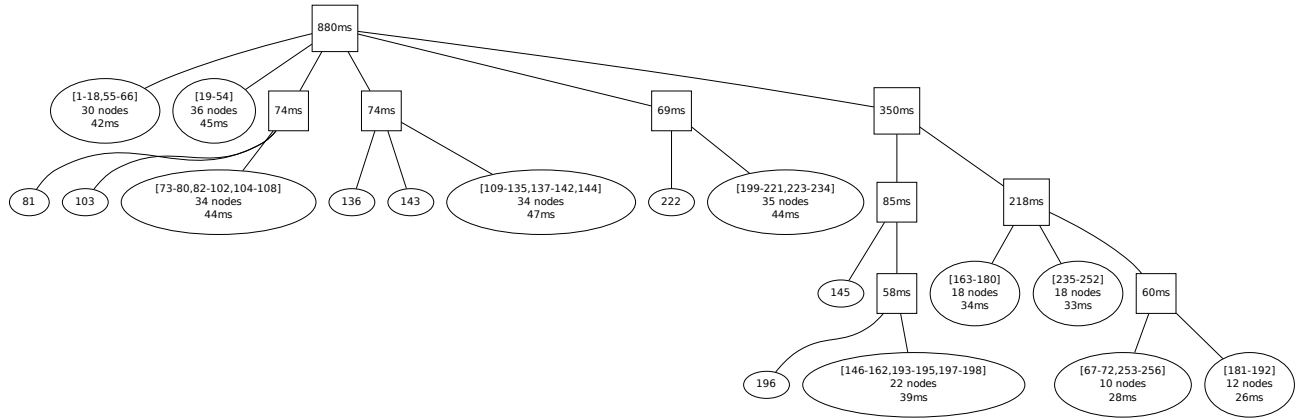 880ms
[1-18,55-66]
30 nodes
42ms
[19-54]
36 nodes
45ms
74ms
74ms
69ms
350ms
81
103
[73-80,82-102,104-108]
34 nodes
44ms
136
143
[109-135,137-142,144]
34 nodes
47ms
222
[199-221,223-234]
35 nodes
44ms
85ms
218ms
145
58ms
[163-180]
18 nodes
34ms
[235-252]
18 nodes
33ms
60ms
196
[146-162,193-195,197-198]
22 nodes
39ms
[67-72,253-256]
10 nodes
28ms
[181-192]
12 nodes
26ms